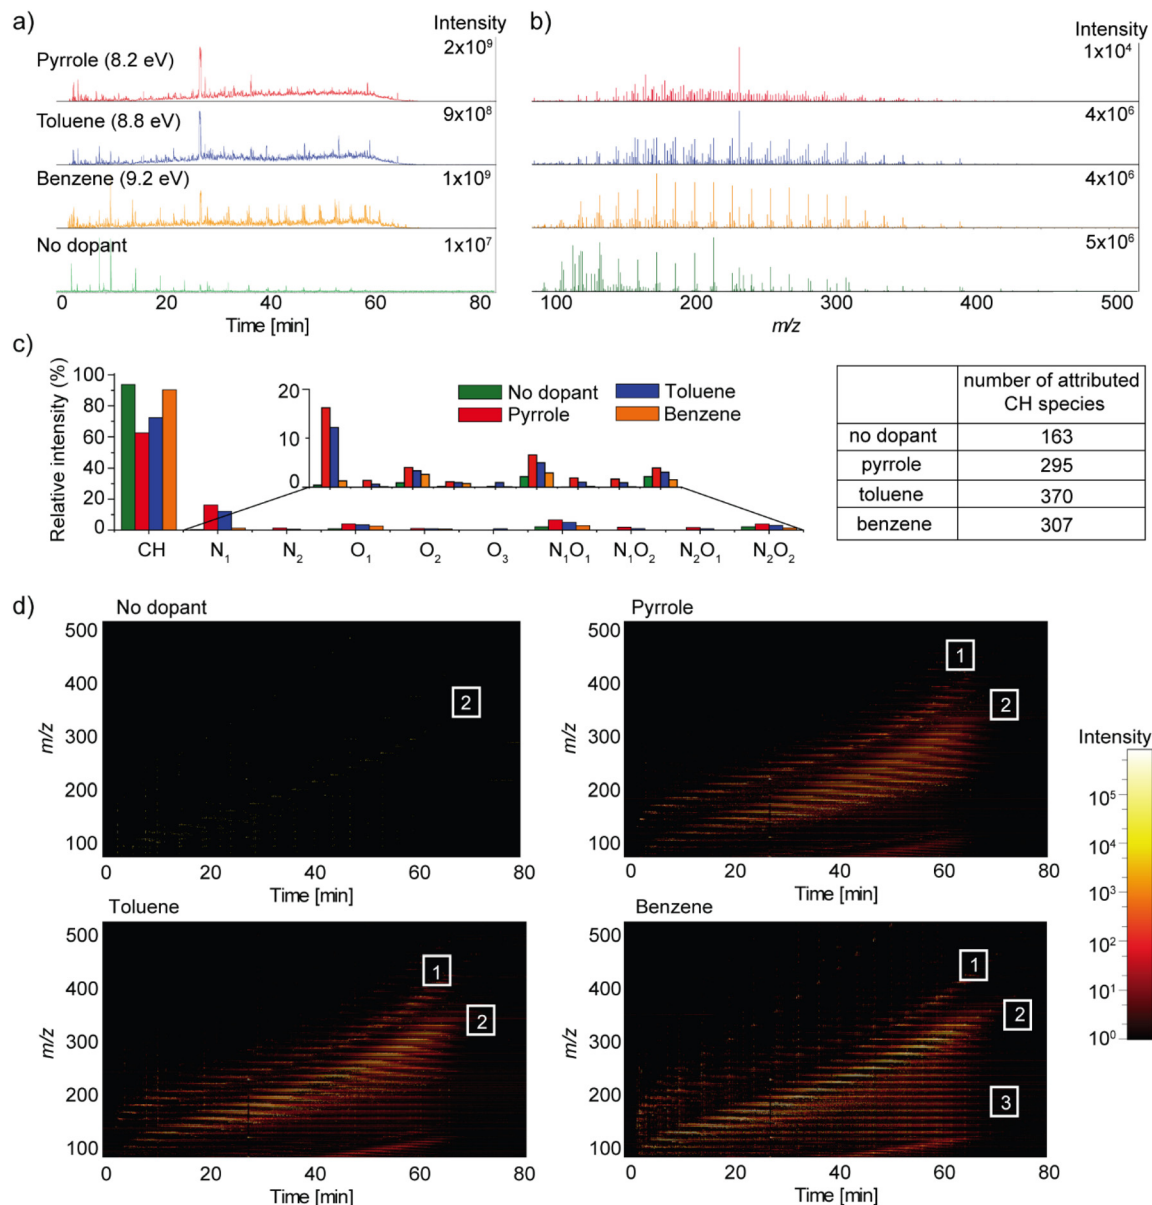 a)
Intensity
Pyrrole (8.2 eV)
2x10⁹
Toluene (8.8 eV)
9x10⁸
Benzene (9.2 eV)
1x10⁹
No dopant
1x10⁷
0 20 40 60 80
Time [min]
b)
Intensity
1x10⁴
4x10⁶
4x10⁶
5x10⁶
100 200 300 400 500
m/z
c)
Relative intensity (%)
100
90
80
60
40
20
0
20
10
0
No dopant
Pyrrole
Toluene
Benzene
CH N₁ N₂ O₁ O₂ O₃ N₁O₁ N₁O₂ N₂O₁ N₂O₂
number of attributed
CH species
no dopant 163
pyrrole 295
toluene 370
benzene 307
d)
No dopant
500
400
300
200
100
m/z
2
0 20 40 60 80
Time [min]
Pyrrole
500
400
300
200
100
m/z
1
2
0 20 40 60 80
Time [min]
Intensity
10⁵
10⁴
10³
10²
10¹
10⁰
Toluene
500
400
300
200
100
m/z
1
2
0 20 40 60 80
Time [min]
Benzene
500
400
300
200
100
m/z
1
2
3
0 20 40 60 80
Time [min]